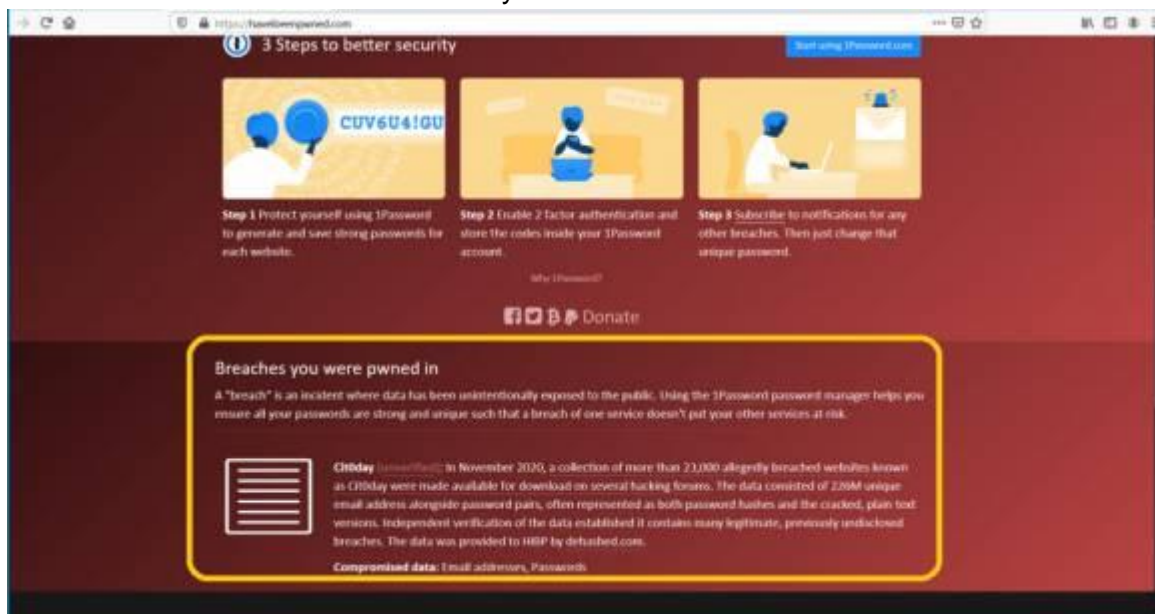 y
https://haveibeenpwned.com
3 Steps to better security
Start using 1Password.com
CUV6U4!GU
Step 1 Protect yourself using 1Password
to generate and save strong passwords for
each website.
Step 2 Enable 2 factor authentication and
store the codes inside your 1Password
account.
Step 3 Subscribe to notifications for any
other breaches. Then just change that
unique password.
Why 1Password?
Donate
Breaches you were pwned in
A "breach" is an incident where data has been unintentionally exposed to the public. Using the 1Password password manager helps you
ensure all your passwords are strong and unique such that a breach of one service doesn't put your other services at risk.
Cit0day (unverified): In November 2020, a collection of more than 23,000 allegedly breached websites known
as Cit0day were made available for download on several hacking forums. The data consisted of 226M unique
email address alongside password pairs, often represented as both password hashes and the cracked, plain text
versions. Independent verification of the data established it contains many legitimate, previously undisclosed
breaches. The data was provided to HIBP by dehashed.com.
Compromised data: Email addresses, Passwords